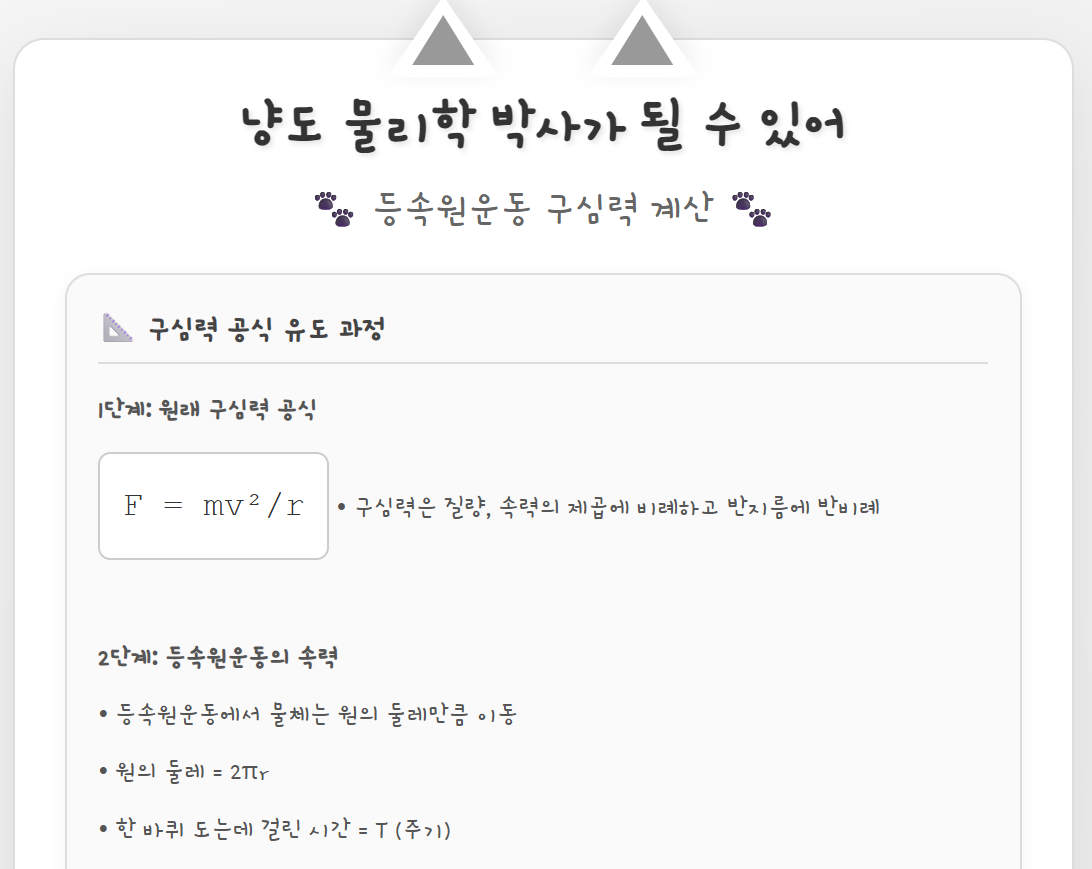 냥도 물리학 박사가 될 수 있어
🐾 등속원운동 구심력 계산 🐾
📐 구심력 공식 유도 과정
1단계: 원래 구심력 공식
F = mv²/r • 구심력은 질량, 속력의 제곱에 비례하고 반지름에 반비례
2단계: 등속원운동의 속력
• 등속원운동에서 물체는 원의 둘레만큼 이동
• 원의 둘레 = 2πr
• 한 바퀴 도는데 걸린 시간 = T (주기)